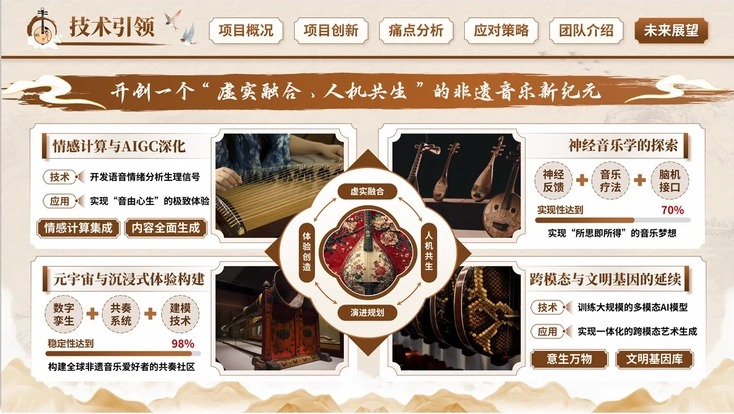 技术引领
项目概况
项目创新
痛点分析
应对策略
团队介绍
未来展望
开创一个“虚实融合、人机共生”的非遗音乐新纪元
情感计算与AIGC深化
技术
开发语音情绪分析生理信号
应用
实现“音由心生”的极致体验
情感计算集成
内容全面生成
神经音乐学的探索
神经反馈
音乐疗法
脑机接口
实现性达到
70%
实现“所思即所得”的音乐梦想
虚实融合
体验创造
人机共生
演进规划
元宇宙与沉浸式体验构建
数字孪生
共奏系统
建模技术
稳定性达到
98%
构建全球非遗音乐爱好者的共奏社区
跨模态与文明基因的延续
技术
训练大规模的多模态AI模型
应用
实现一体化的跨模态艺术生成
意生万物
文明基因库